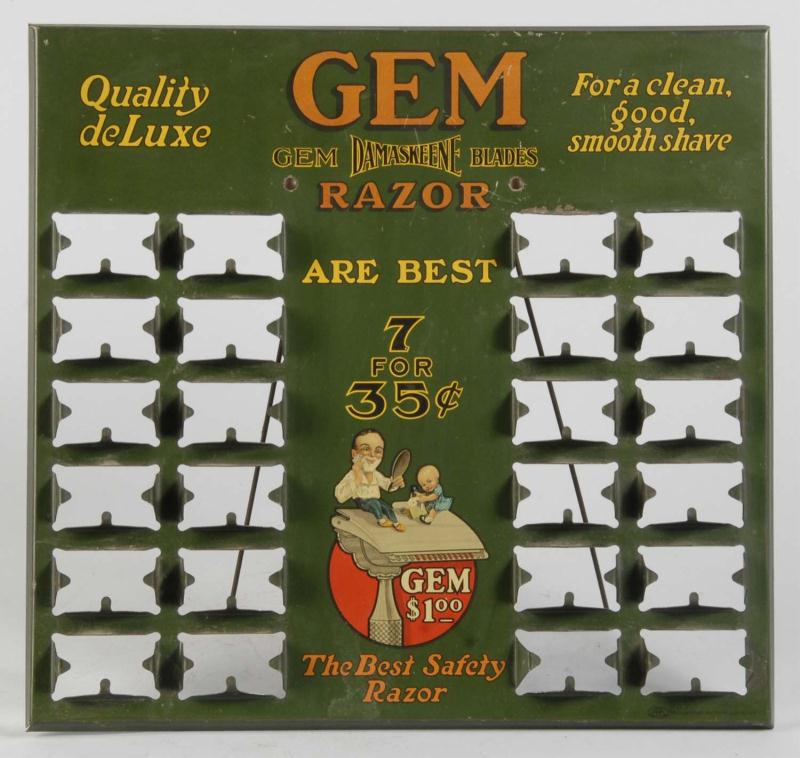 Quality
deLuxe
GEM
GEM DAMASKEENE BLADES
RAZOR
For a clean,
good,
smooth shave
ARE BEST
7
FOR
35¢
GEM
$1.00
The Best Safety
Razor